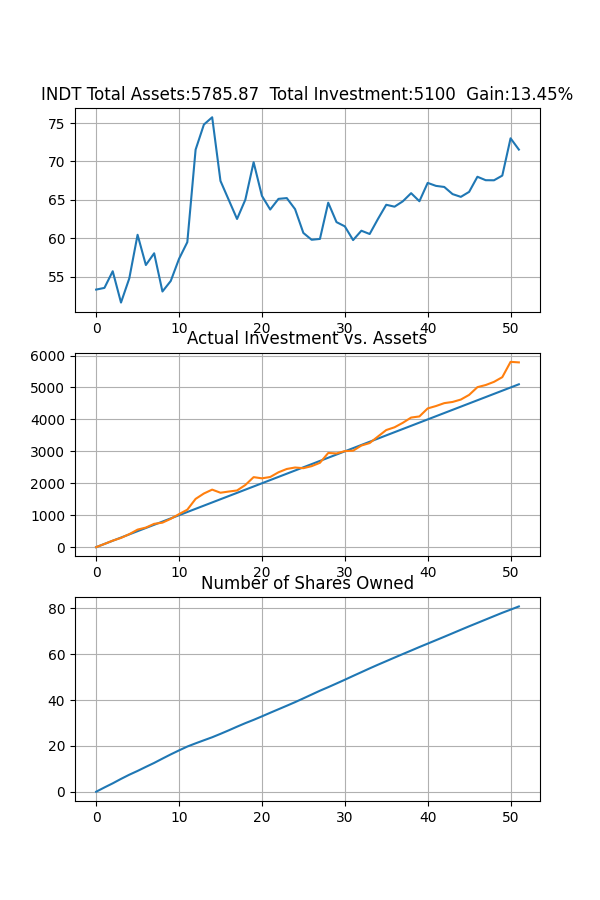 INDT Total Assets:5785.87  Total Investment:5100  Gain:13.45%
75
70
65
60
55
0 10 20 30 40 50
Actual Investment vs. Assets
6000
5000
4000
3000
2000
1000
0
0 10 20 30 40 50
Number of Shares Owned
80
60
40
20
0
0 10 20 30 40 50